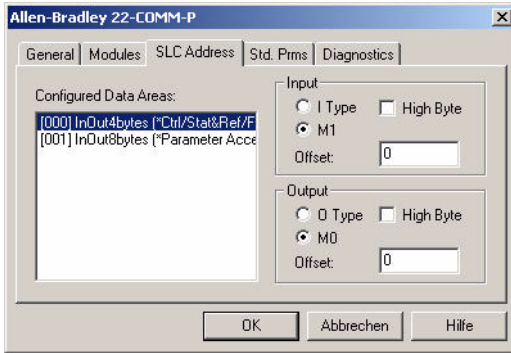 Allen-Bradley 22-COMM-P
General Modules SLC Address Std. Prms Diagnostics
Configured Data Areas:
[000] InOut4bytes (*Ctrl/Stat&Ref/F
[001] InOut8bytes (*Parameter Acce
Input
I Type High Byte
M1
Offset: 0
Output
O Type High Byte
M0
Offset: 0
OK Abbrechen Hilfe